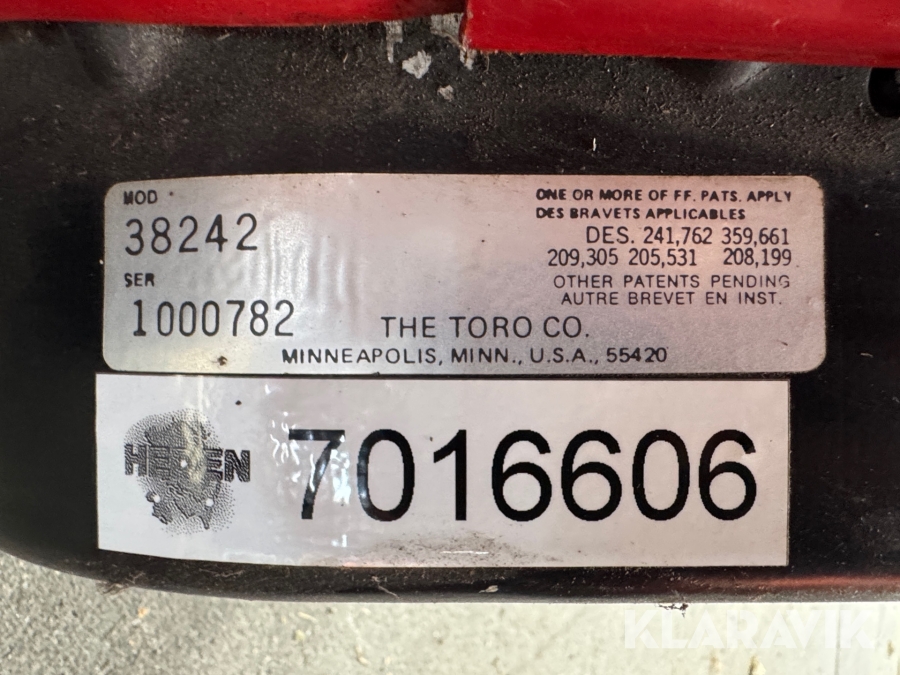 MOD
38242
SER
1000782
ONE OR MORE OF FF. PATS. APPLY
DES BRAVETS APPLICABLES
DES. 241,762 359,661
209,305 205,531 208,199
OTHER PATENTS PENDING
AUTRE BREVET EN INST.
THE TORO CO.
MINNEAPOLIS, MINN., U.S.A., 55420
7016606
KLARAVIK